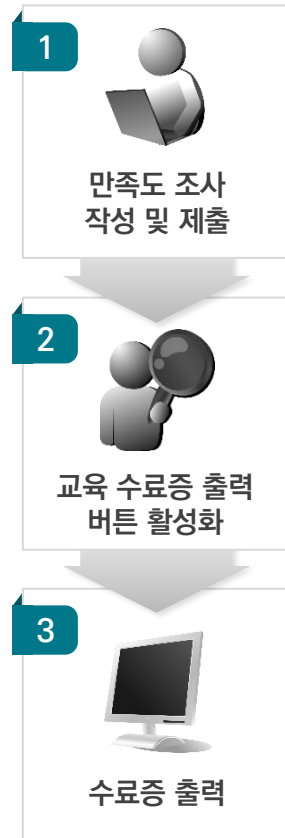 1
만족도 조사
작성 및 제출
2
교육 수료증 출력
버튼 활성화
3
수료증 출력